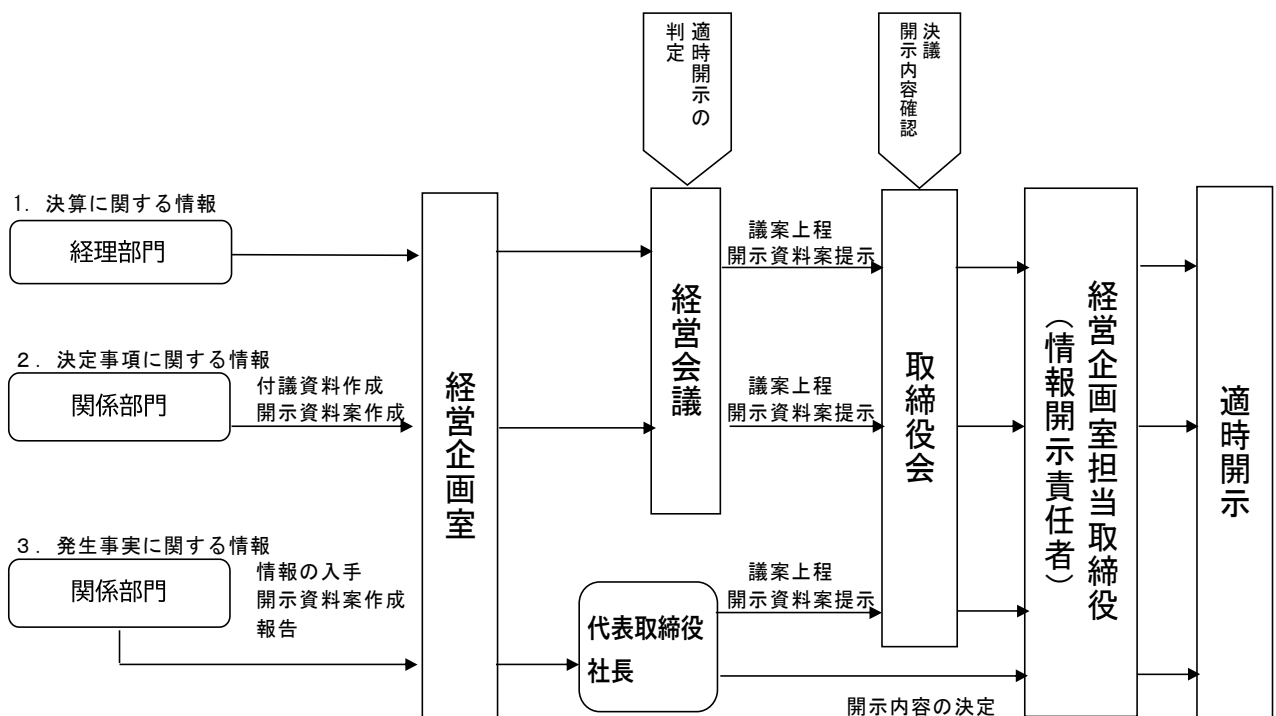 適時開示の
判定
決議
開示内容確認
1. 決算に関する情報
経理部門
議案上程
開示資料案提示
2. 決定事項に関する情報
関係部門
付議資料作成
開示資料案作成
議案上程
開示資料案提示
3. 発生事実に関する情報
関係部門
情報の入手
開示資料案作成
報告
経営企画室
経営会議
代表取締役
社長
議案上程
開示資料案提示
開示内容の決定
取締役会
経営企画室担当取締役
(情報開示責任者)
適時開示